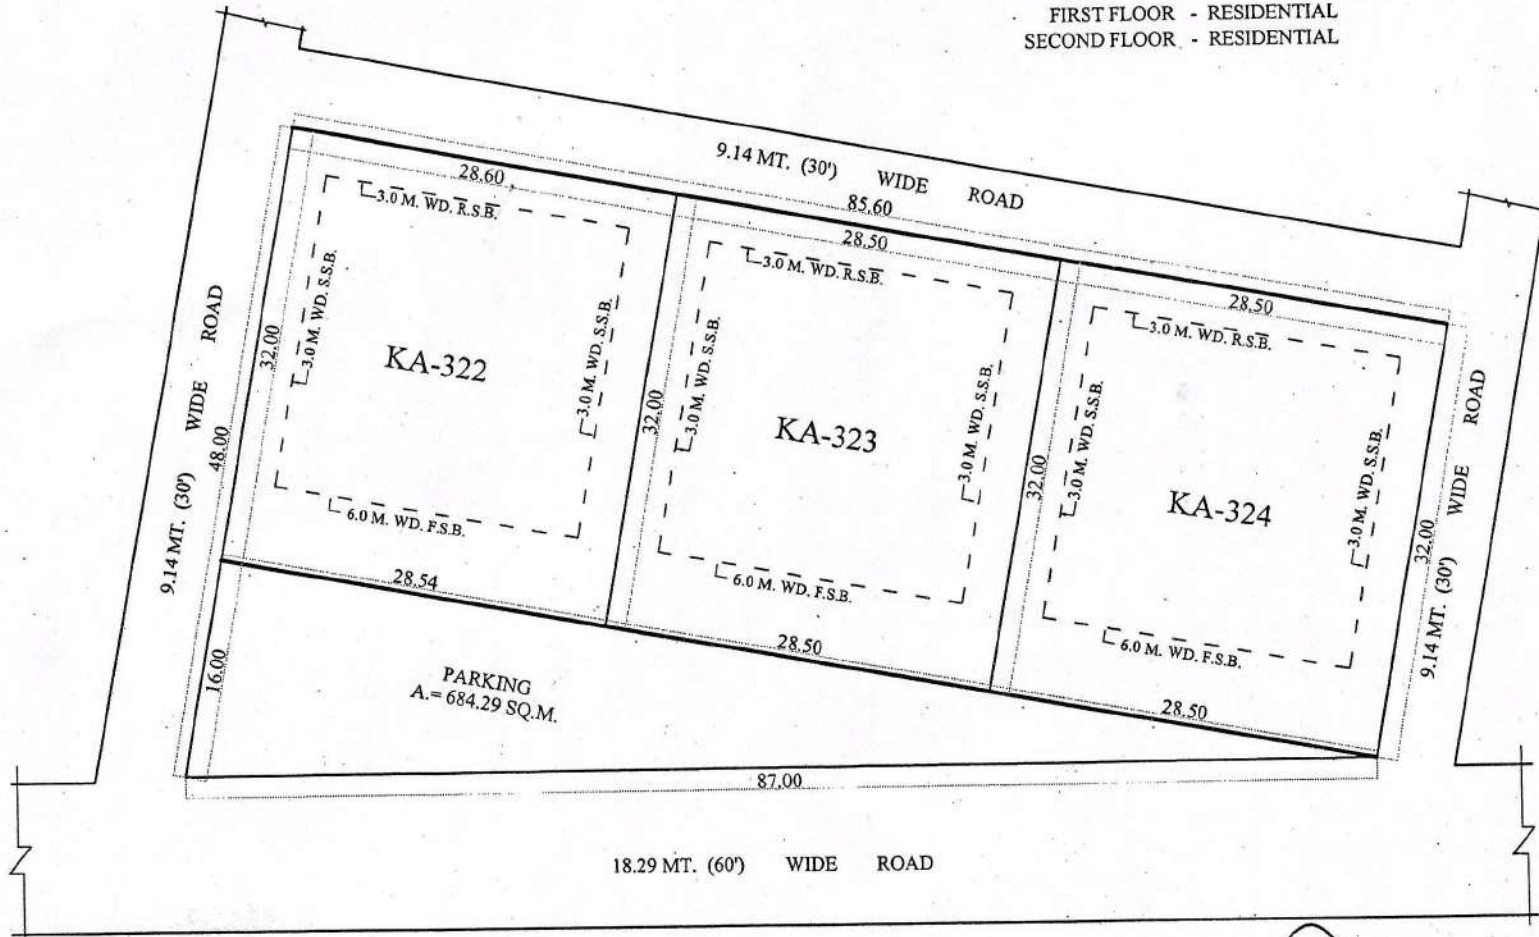 FIRST FLOOR - RESIDENTIAL
SECOND FLOOR - RESIDENTIAL
9.14 MT. (30') WIDE ROAD
85.60
28.60
28.50
28.50
3.0 M. WD. R.S.B.
3.0 M. WD. R.S.B.
3.0 M. WD. R.S.B.
9.14 MT. (30') WIDE ROAD
48.00
32.00
3.0 M. WD. S.S.B.
KA-322
3.0 M. WD. S.S.B.
32.00
3.0 M. WD. S.S.B.
KA-323
3.0 M. WD. S.S.B.
32.00
3.0 M. WD. S.S.B.
KA-324
3.0 M. WD. S.S.B.
32.00
9.14 MT. (30') WIDE ROAD
6.0 M. WD. F.S.B.
6.0 M. WD. F.S.B.
6.0 M. WD. F.S.B.
28.54
28.50
28.50
16.00
PARKING
A.= 684.29 SQ.M.
87.00
18.29 MT. (60') WIDE ROAD